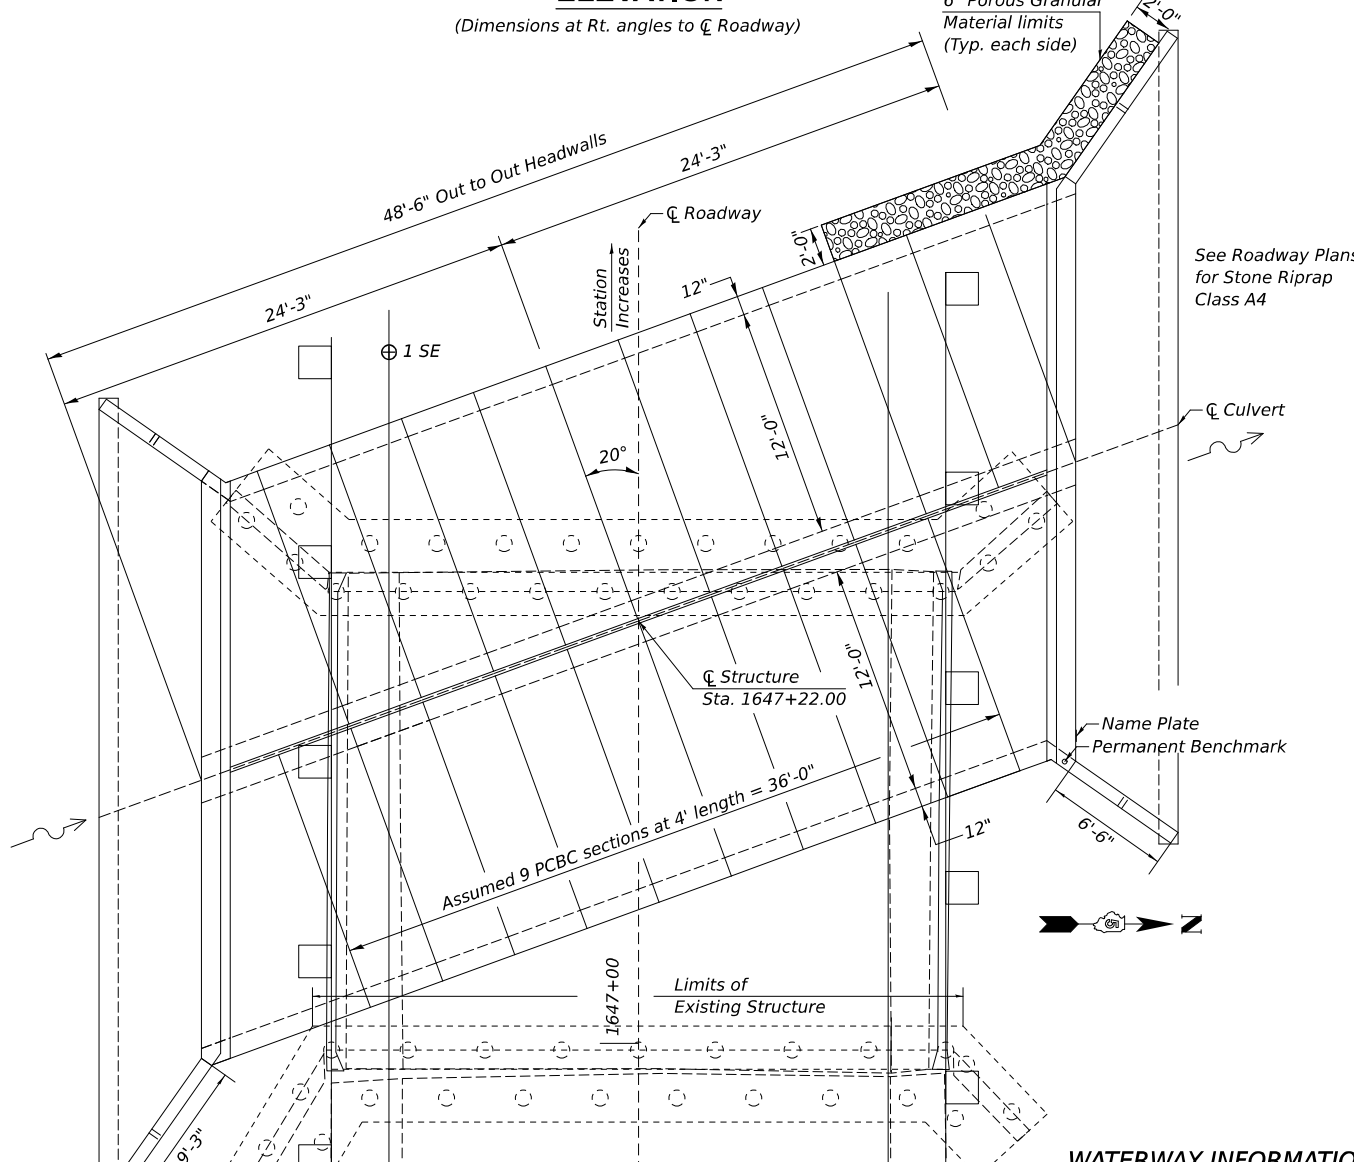 ELEVATION
(Dimensions at Rt. angles to ℄ Roadway)
6" Porous Granular
Material limits
(Typ. each side)
2'-0"
48'-6" Out to Out Headwalls
24'-3"
24'-3"
℄ Roadway
Station
Increases
2'-0"
12"
See Roadway Plans
for Stone Riprap
Class A4
1 SE
20°
12'-0"
℄ Culvert
℄ Structure
Sta. 1647+22.00
12'-0"
Name Plate
Permanent Benchmark
Assumed 9 PCBC sections at 4' length = 36'-0"
12"
6'-6"
N
1647+00
Limits of
Existing Structure
9'-3"
WATERWAY INFORMATIO